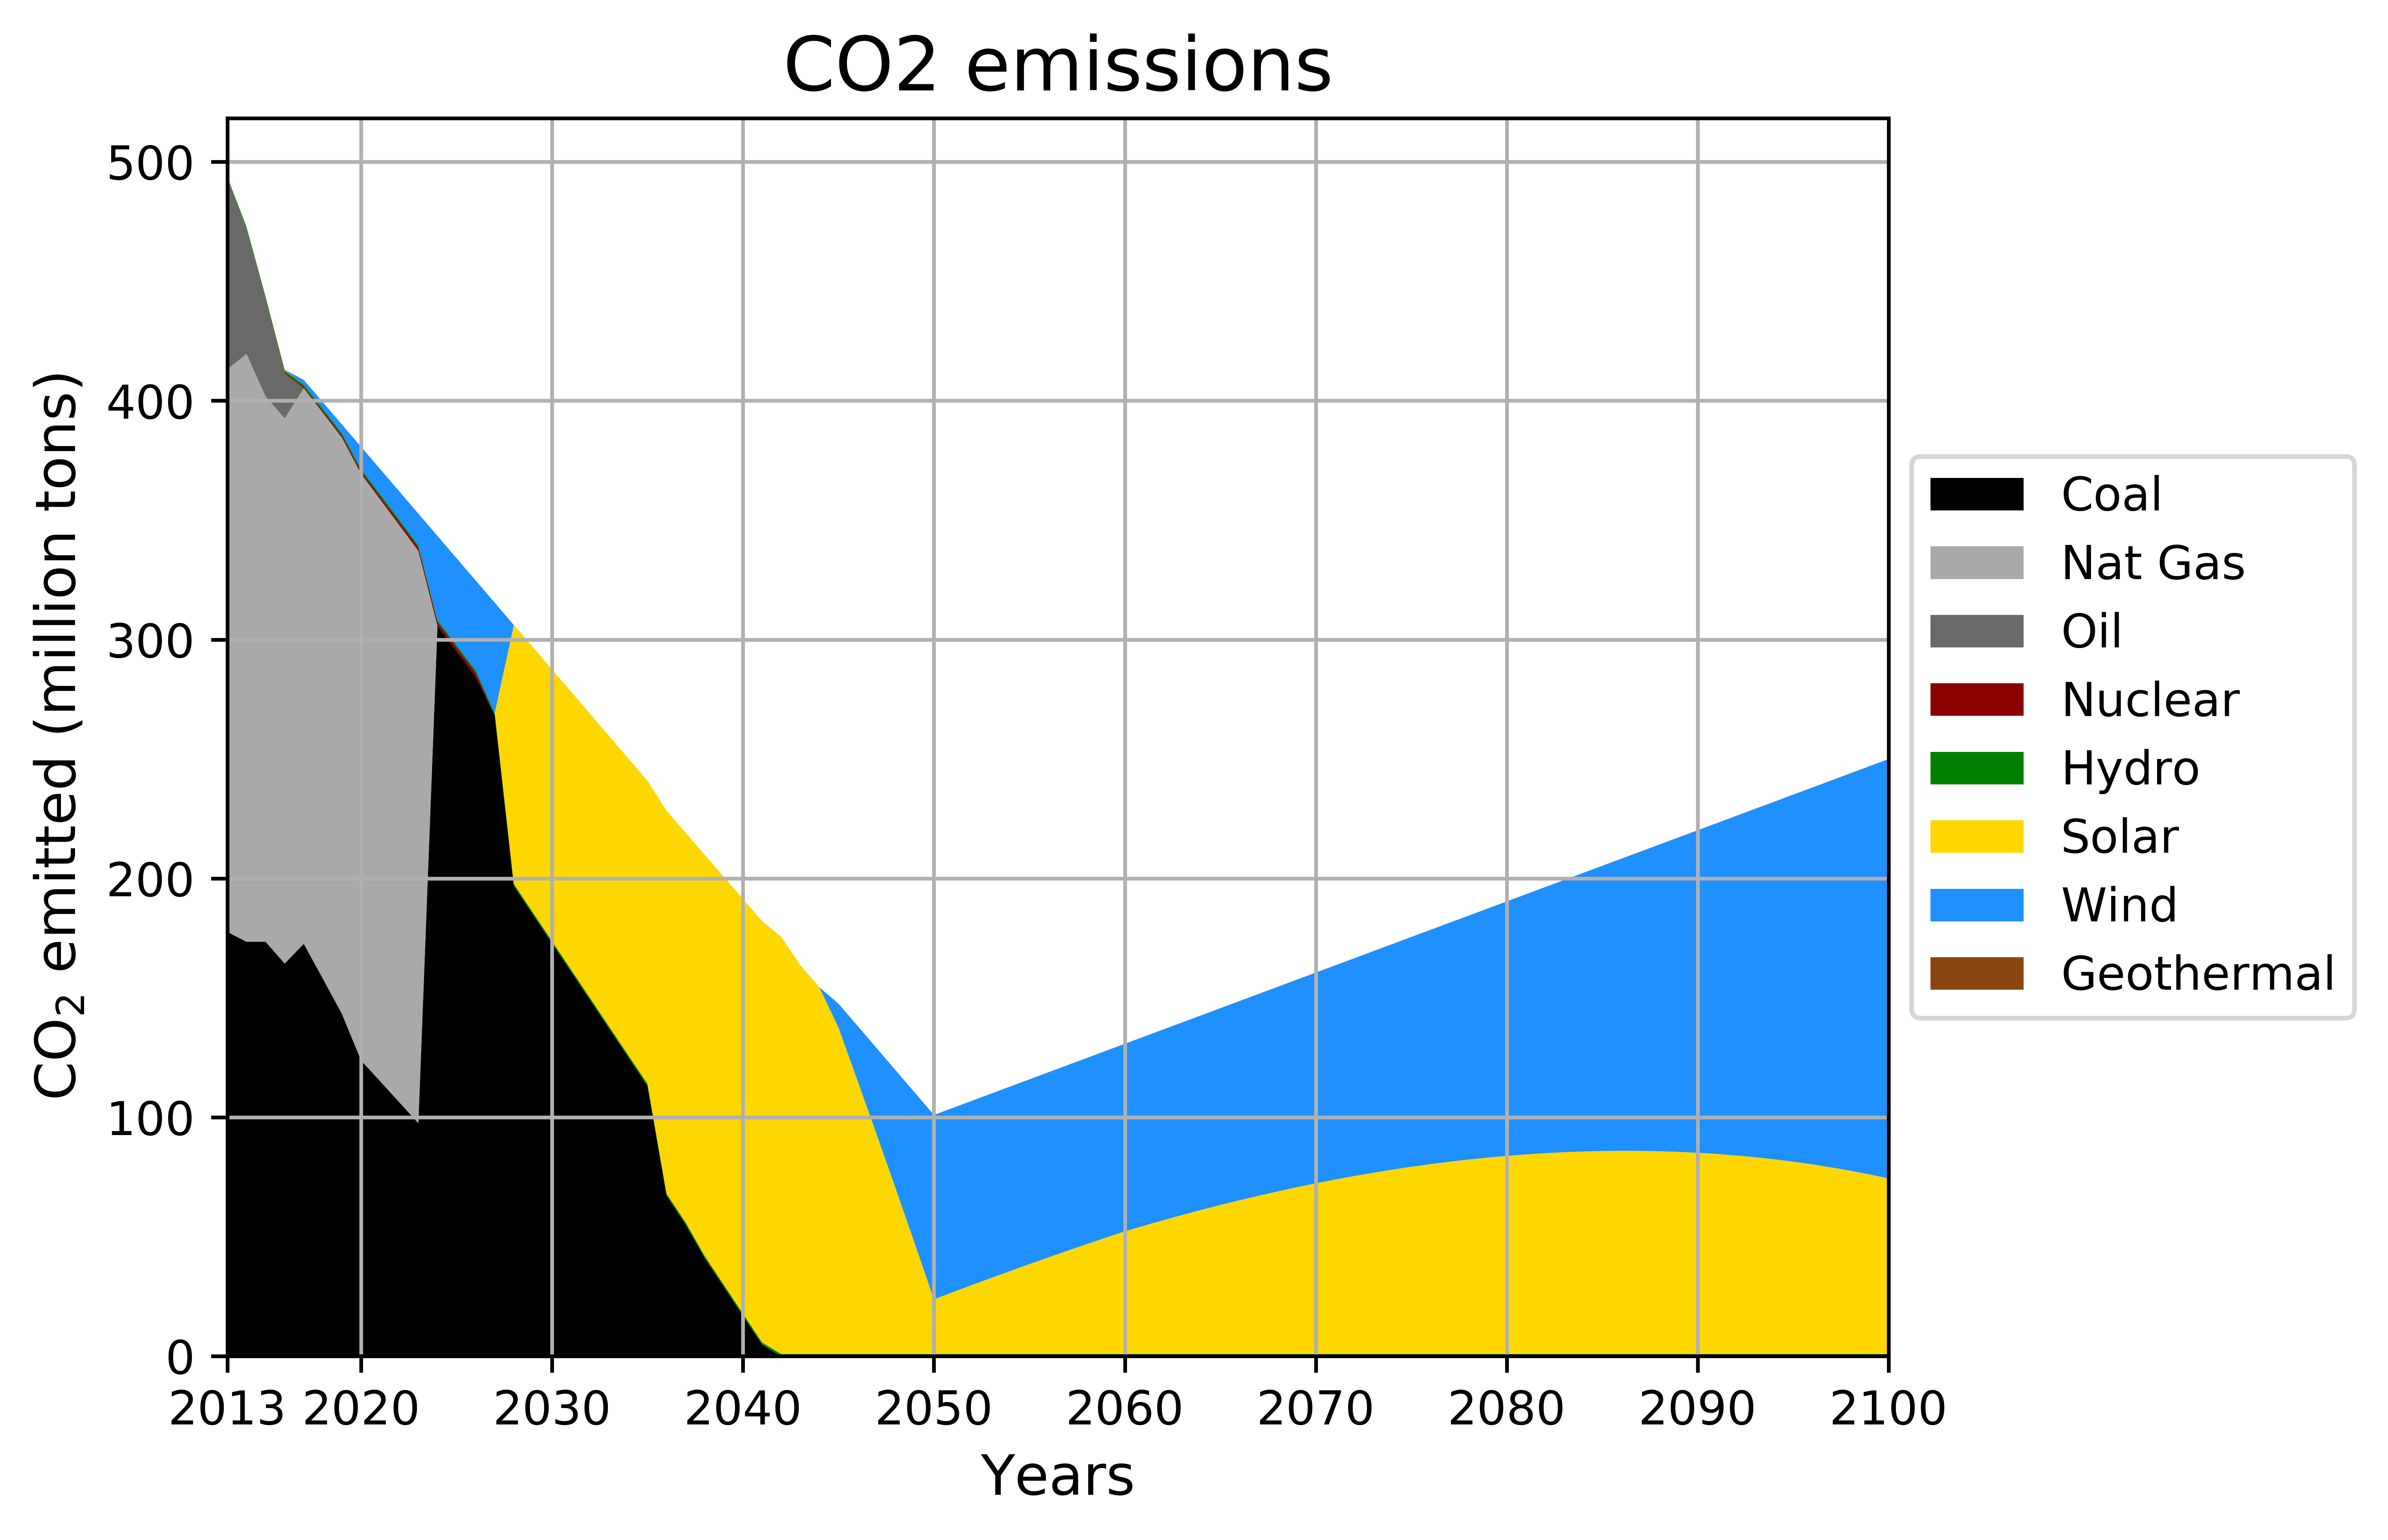 CO2 emissions
500
400
300
200
100
0
CO₂ emitted (million tons)
2013 2020 2030 2040 2050 2060 2070 2080 2090 2100
Years
Coal
Nat Gas
Oil
Nuclear
Hydro
Solar
Wind
Geothermal